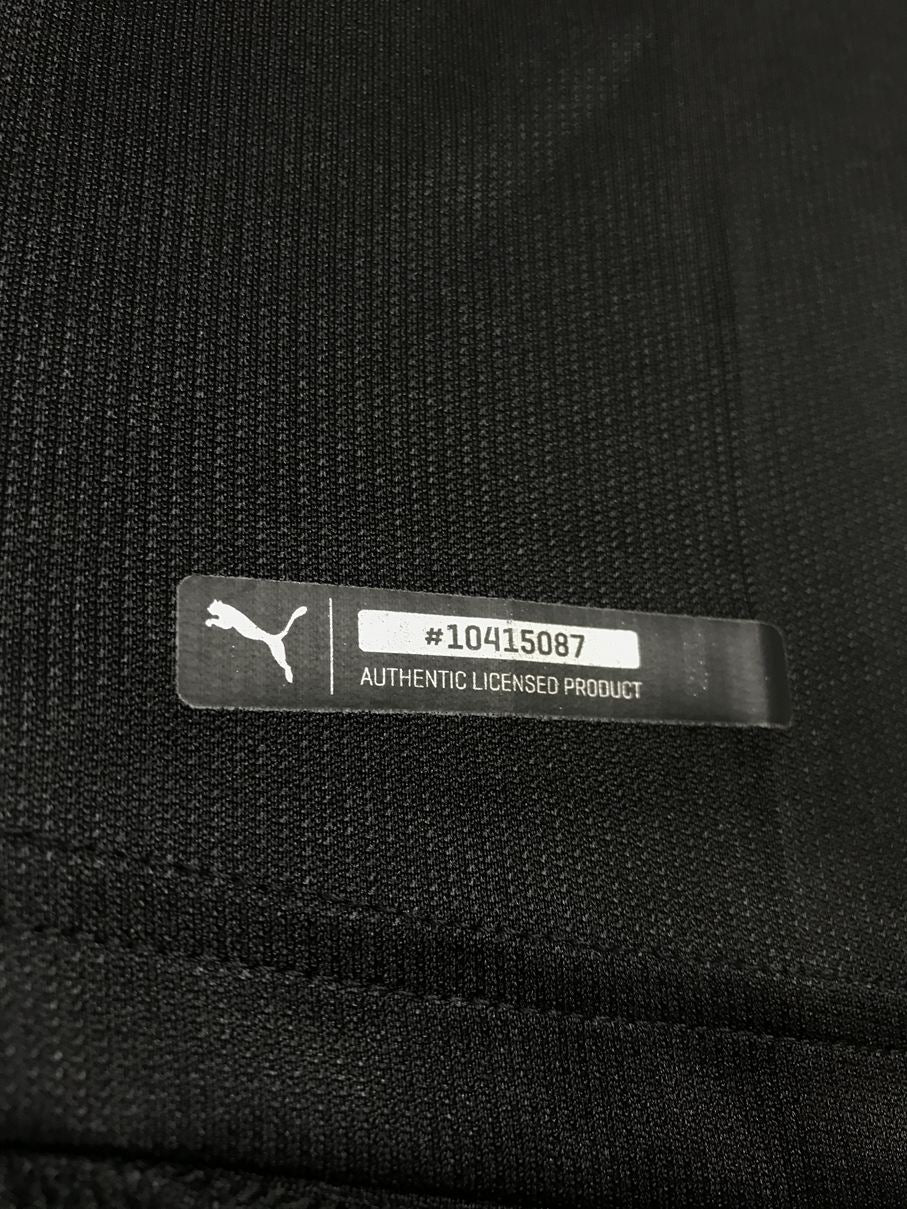 #10415087
AUTHENTIC LICENSED PRODUCT